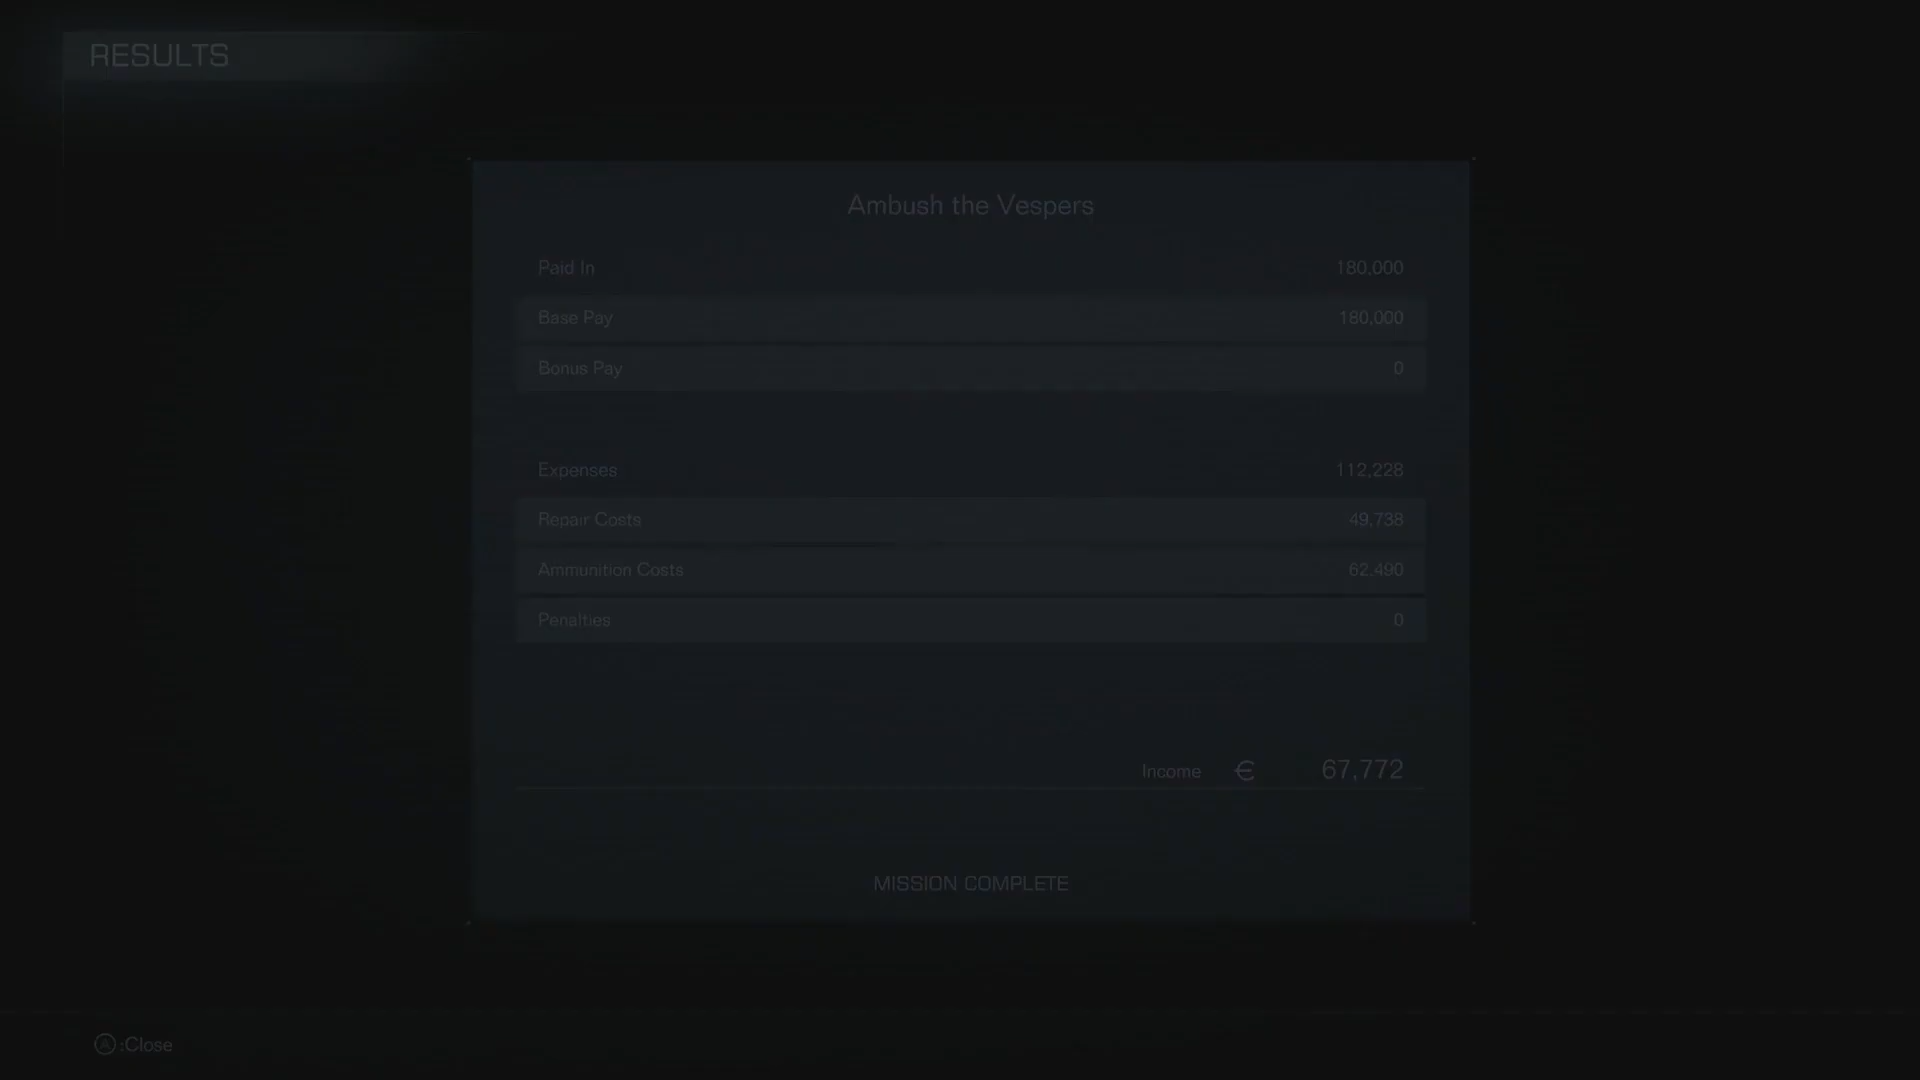 RESULTS
Ambush the Vespers
Paid In 180,000
Base Pay 180,000
Bonus Pay 0
Expenses 112,228
Repair Costs 49,738
Ammunition Costs 62,490
Penalties 0
Income € 67,772
MISSION COMPLETE
Ⓐ:Close